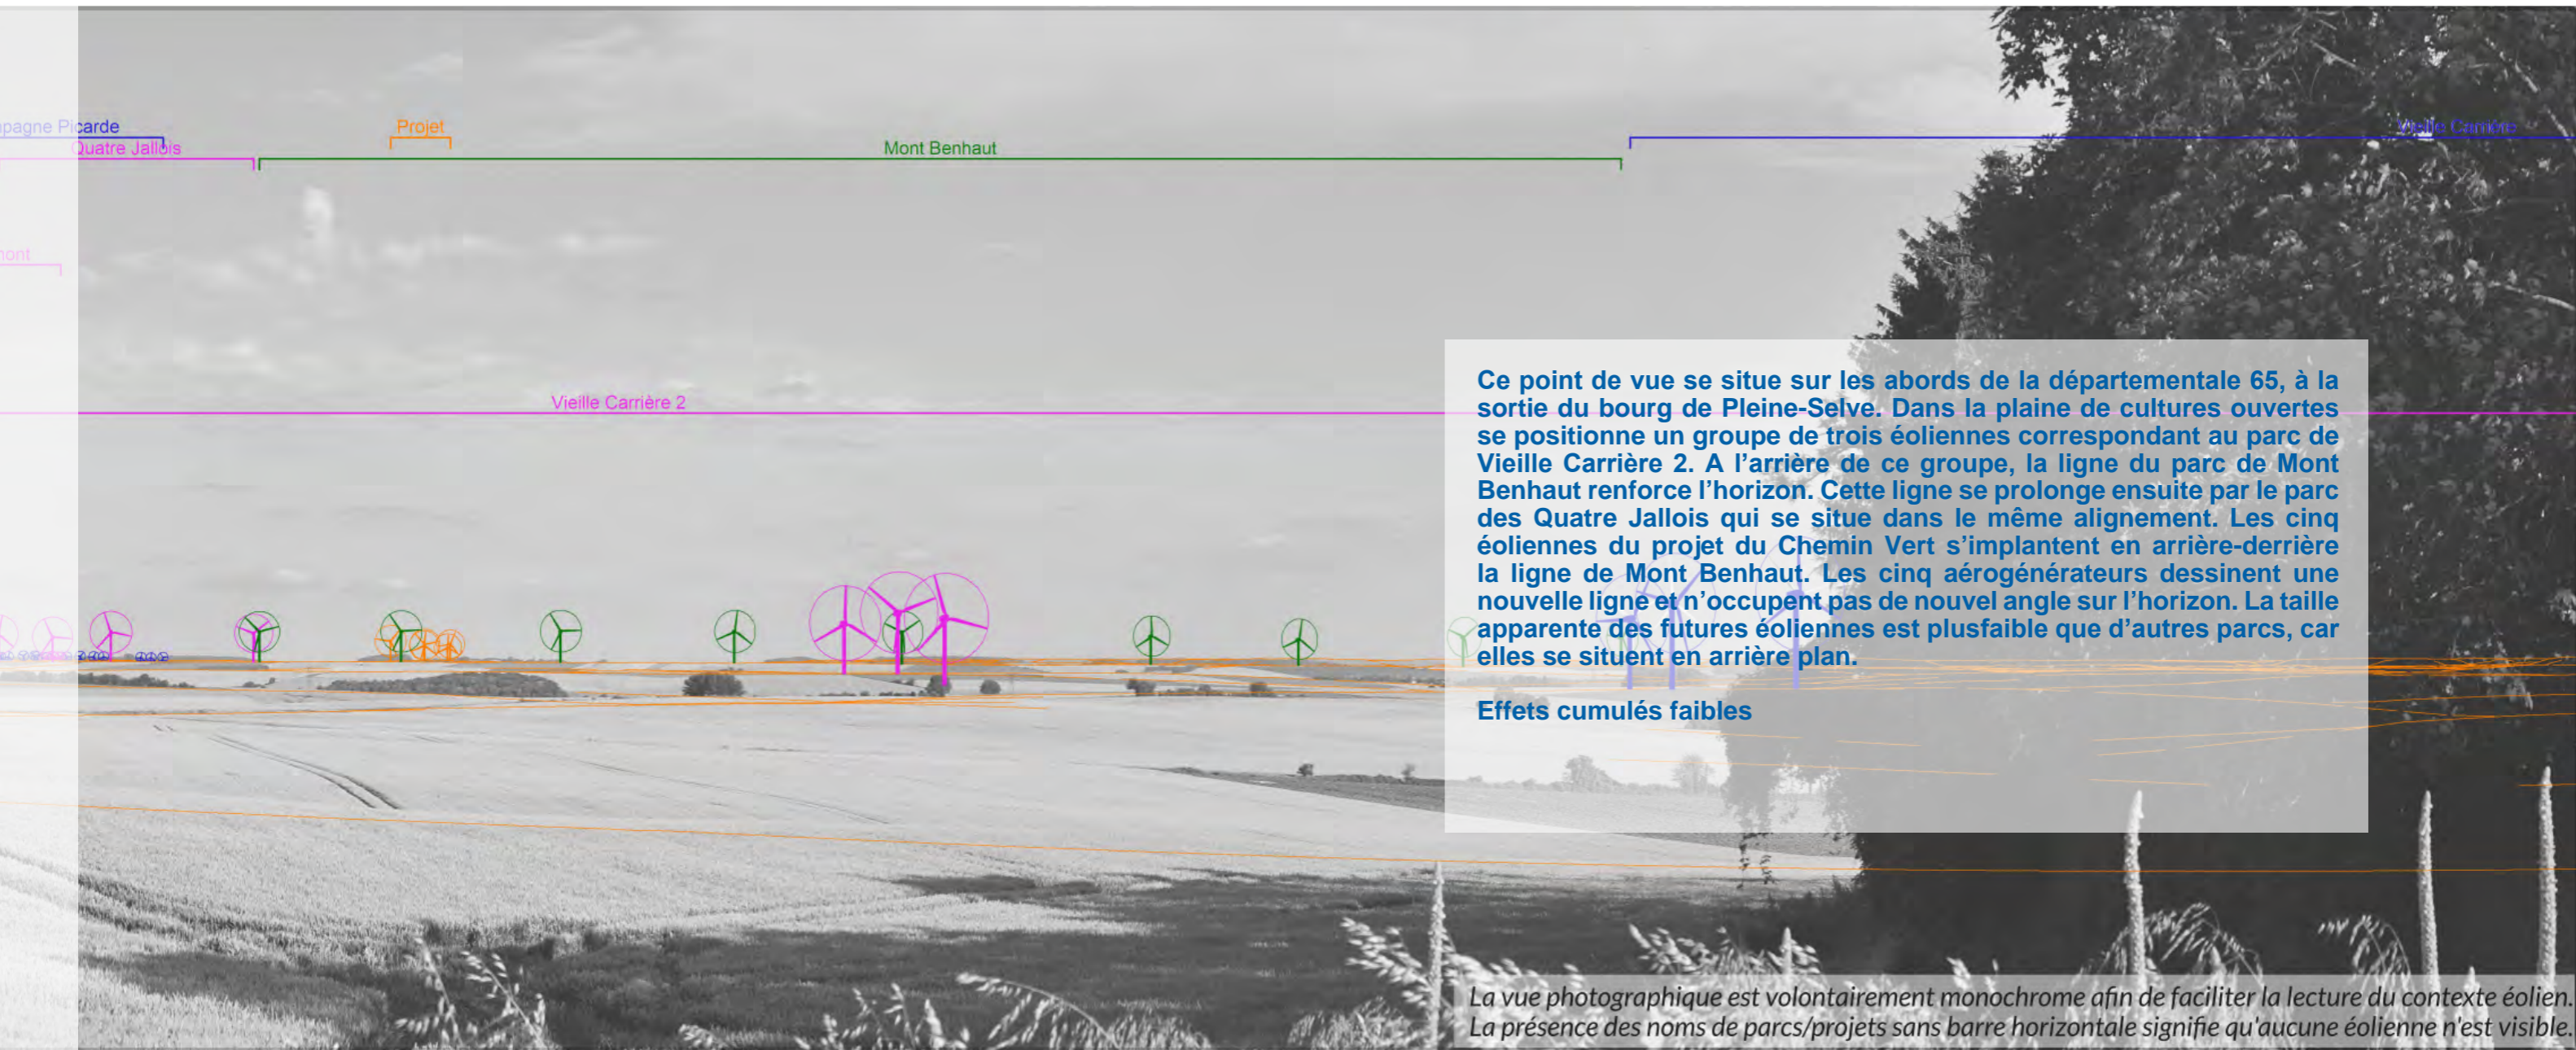 pagne Picarde
Projet
Vieille Carrière
Quatre Jallois
Mont Benhaut
mont
Vieille Carrière 2
Ce point de vue se situe sur les abords de la départementale 65, à la
sortie du bourg de Pleine-Selve. Dans la plaine de cultures ouvertes
se positionne un groupe de trois éoliennes correspondant au parc de
Vieille Carrière 2. A l’arrière de ce groupe, la ligne du parc de Mont
Benhaut renforce l’horizon. Cette ligne se prolonge ensuite par le parc
des Quatre Jallois qui se situe dans le même alignement. Les cinq
éoliennes du projet du Chemin Vert s’implantent en arrière-derrière
la ligne de Mont Benhaut. Les cinq aérogénérateurs dessinent une
nouvelle ligne et n’occupent pas de nouvel angle sur l’horizon. La taille
apparente des futures éoliennes est plusfaible que d’autres parcs, car
elles se situent en arrière plan.
Effets cumulés faibles
La vue photographique est volontairement monochrome afin de faciliter la lecture du contexte éolien.
La présence des noms de parcs/projets sans barre horizontale signifie qu'aucune éolienne n'est visible.